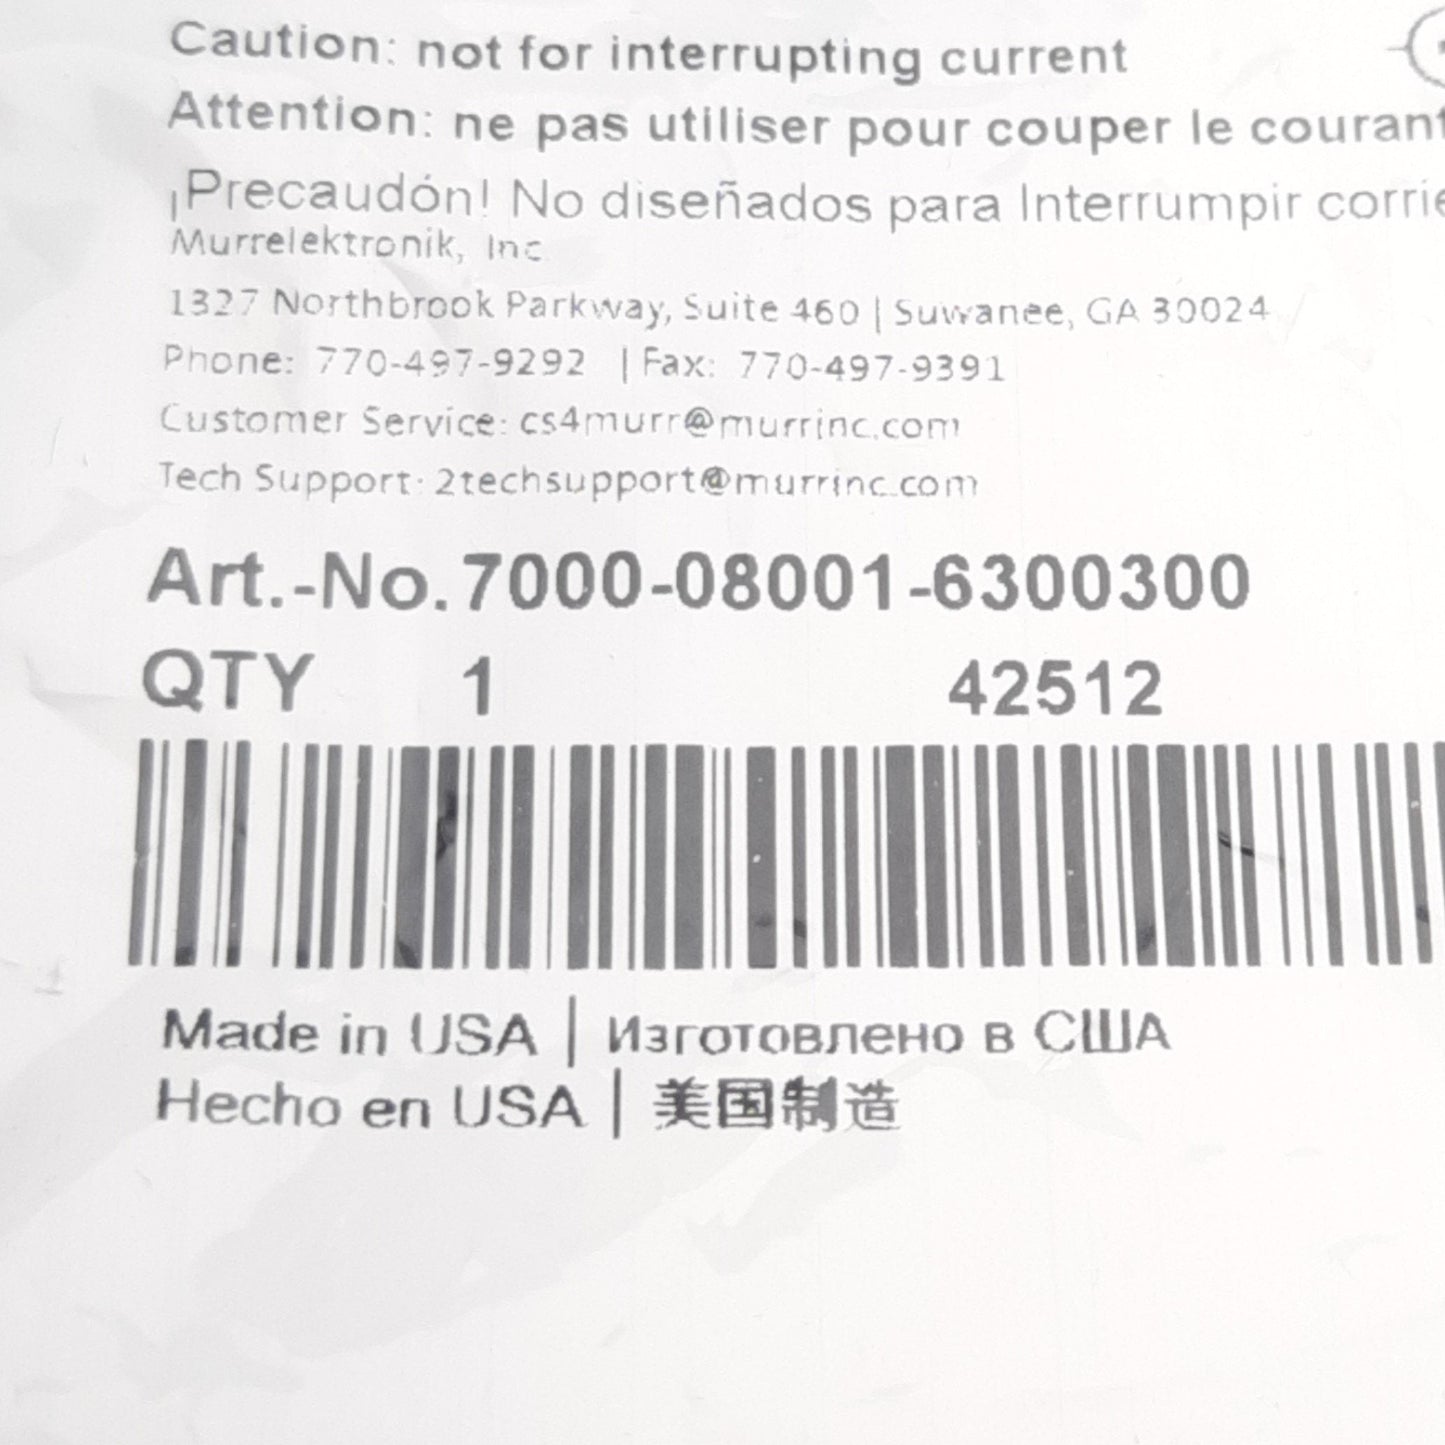 Caution: not for interrupting current
Attention: ne pas utiliser pour couper le courant
¡Precaudón! No diseñados para Interrumpir corrie
Murrelektronik, Inc
1327 Northbrook Parkway, Suite 460 | Suwanee, GA 30024
Phone: 770-497-9292 | Fax: 770-497-9391
Customer Service: cs4murr@murrinc.com
Tech Support: 2techsupport@murrinc.com
Art.-No. 7000-08001-6300300
QTY 1 42512
Made in USA | Изготовлено в США
Hecho en USA | 美国制造